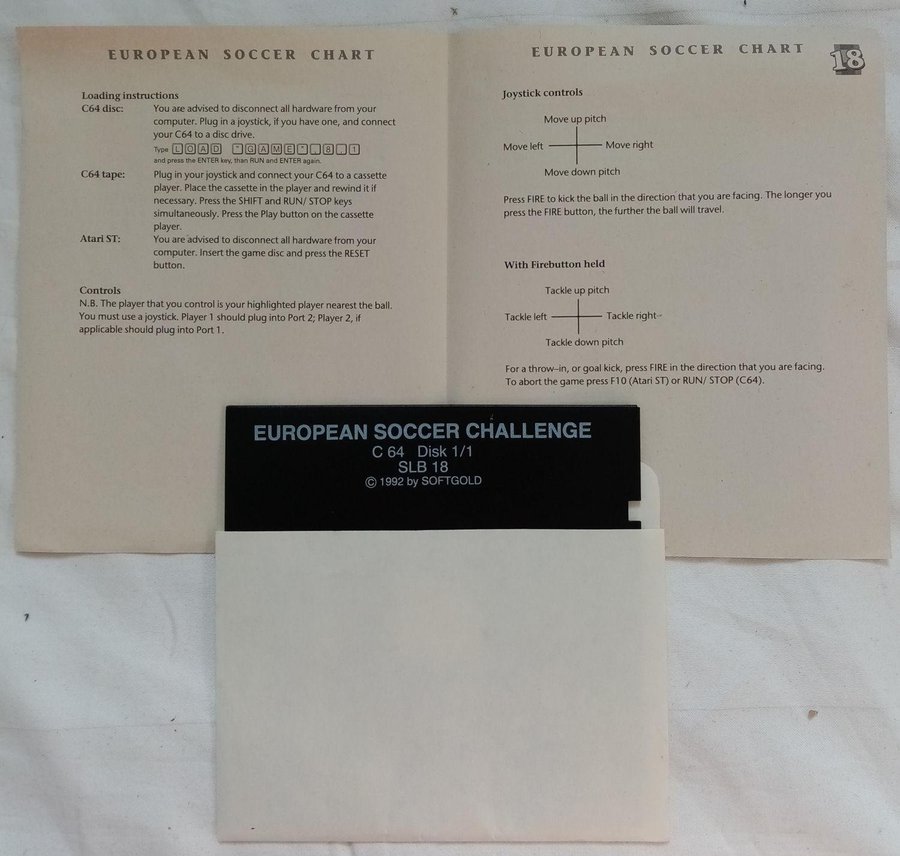 EUROPEAN SOCCER CHART
Loading instructions
C64 disc: You are advised to disconnect all hardware from your
computer. Plug in a joystick, if you have one, and connect
your C64 to a disc drive.
Type LOAD "GAME",8,1
and press the ENTER key, than RUN and ENTER again.
C64 tape: Plug in your joystick and connect your C64 to a cassette
player. Place the cassette in the player and rewind it if
necessary. Press the SHIFT and RUN/ STOP keys
simultaneously. Press the Play button on the cassette
player.
Atari ST: You are advised to disconnect all hardware from your
computer. Insert the game disc and press the RESET
button.
Controls
N.B. The player that you control is your highlighted player nearest the ball.
You must use a joystick. Player 1 should plug into Port 2; Player 2, if
applicable should plug into Port 1.
EUROPEAN SOCCER CHART
18
Joystick controls
Move up pitch
Move left Move right
Move down pitch
Press FIRE to kick the ball in the direction that you are facing. The longer you
press the FIRE button, the further the ball will travel.
With Firebutton held
Tackle up pitch
Tackle left Tackle right
Tackle down pitch
For a throw-in, or goal kick, press FIRE in the direction that you are facing.
To abort the game press F10 (Atari ST) or RUN/ STOP (C64).
EUROPEAN SOCCER CHALLENGE
C 64 Disk 1/1
SLB 18
© 1992 by SOFTGOLD